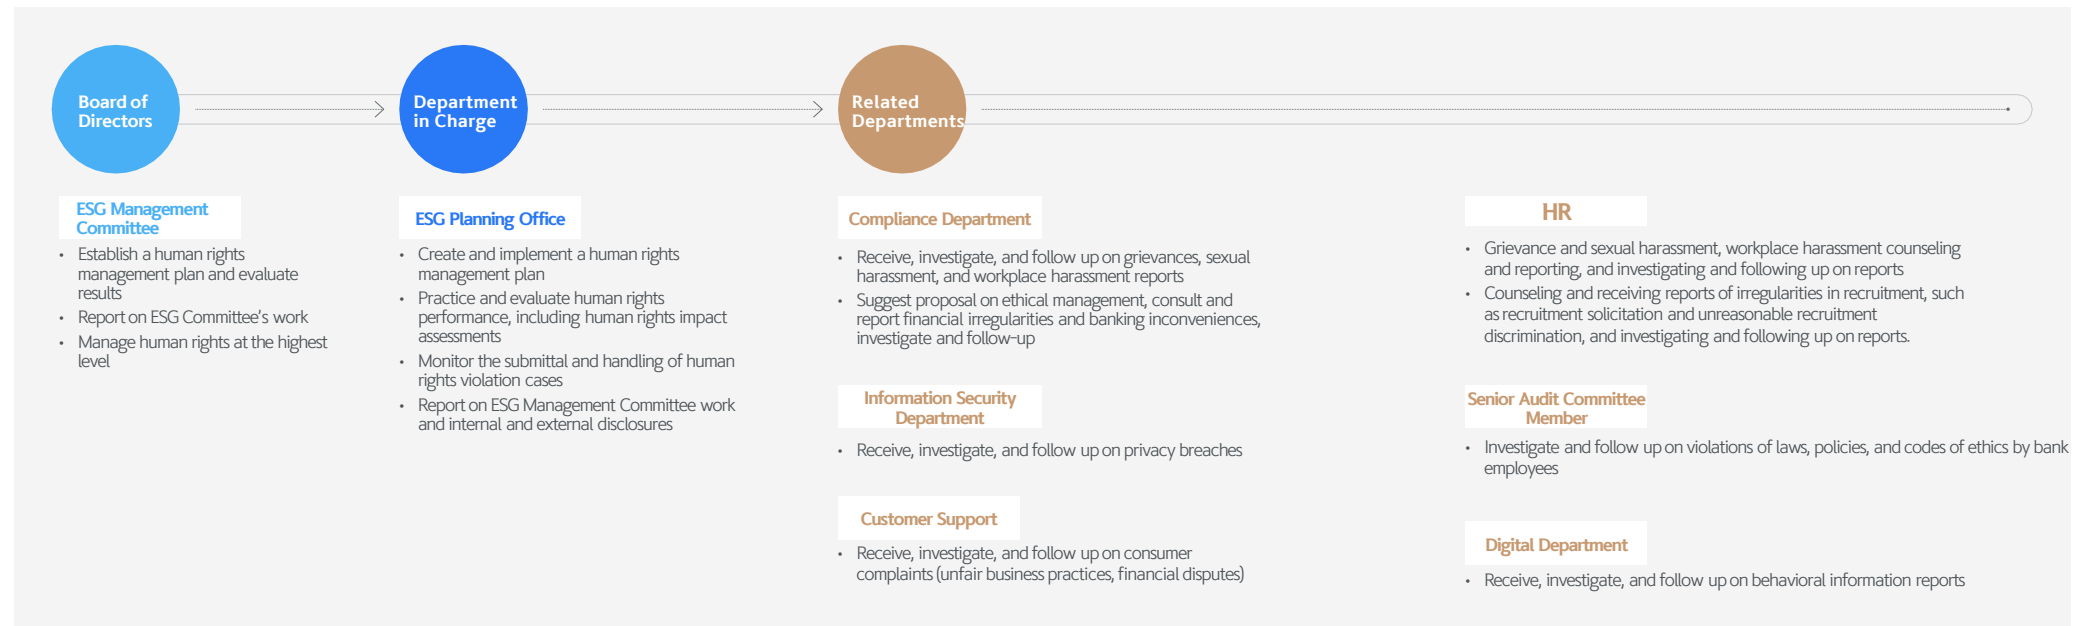 Board of
Directors
Department
in Charge
Related
Departments
ESG Management
Committee
• Establish a human rights
management plan and evaluate
results
• Report on ESG Committee's work
• Manage human rights at the highest
level
ESG Planning Office
• Create and implement a human rights
management plan
• Practice and evaluate human rights
performance, including human rights impact
assessments
• Monitor the submittal and handling of human
rights violation cases
• Report on ESG Management Committee work
and internal and external disclosures
Compliance Department
• Receive, investigate, and follow up on grievances, sexual
harassment, and workplace harassment reports
• Suggest proposal on ethical management, consult and
report financial irregularities and banking inconveniences,
investigate and follow-up
Information Security
Department
• Receive, investigate, and follow up on privacy breaches
Customer Support
• Receive, investigate, and follow up on consumer
complaints (unfair business practices, financial disputes)
HR
• Grievance and sexual harassment, workplace harassment counseling
and reporting, and investigating and following up on reports
• Counseling and receiving reports of irregularities in recruitment, such
as recruitment solicitation and unreasonable recruitment
discrimination, and investigating and following up on reports.
Senior Audit Committee
Member
• Investigate and follow up on violations of laws, policies, and codes of ethics by bank
employees
Digital Department
• Receive, investigate, and follow up on behavioral information reports